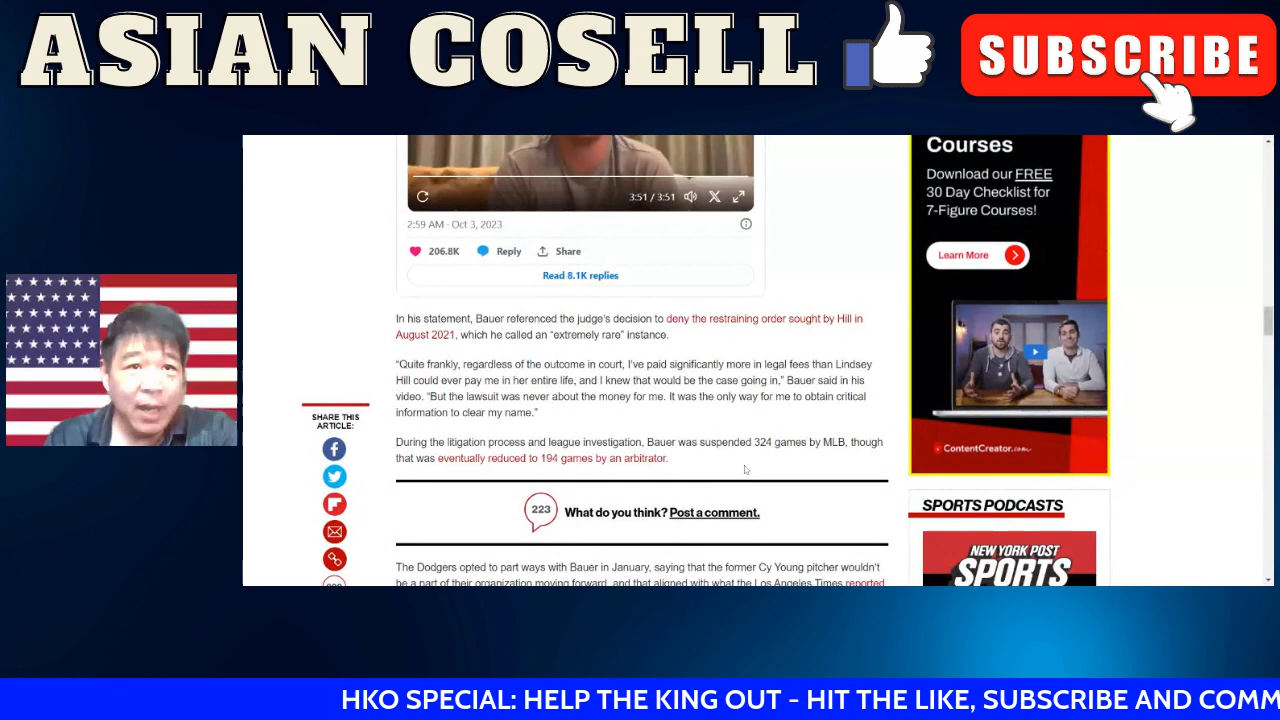 ASIAN COSELL
SUBSCRIBE
3:51 / 3:51
2:59 AM · Oct 3, 2023
206.8K Reply Share
Read 8.1K replies
In his statement, Bauer referenced the judge's decision to deny the restraining order sought by Hill in
August 2021, which he called an “extremely rare” instance.
“Quite frankly, regardless of the outcome in court, I've paid significantly more in legal fees than Lindsey
Hill could ever pay me in her entire life, and I knew that would be the case going in,” Bauer said in his
video. “But the lawsuit was never about the money for me. It was the only way for me to obtain critical
information to clear my name.”
During the litigation process and league investigation, Bauer was suspended 324 games by MLB, though
that was eventually reduced to 194 games by an arbitrator.
SHARE THIS
ARTICLE:
223 What do you think? Post a comment.
The Dodgers opted to part ways with Bauer in January, saying that the former Cy Young pitcher wouldn't
be a part of their organization moving forward, and that aligned with what the Los Angeles Times reported
Courses
Download our FREE
30 Day Checklist for
7-Figure Courses!
Learn More
ContentCreator.com
SPORTS PODCASTS
NEW YORK POST
SPORTS
HKO SPECIAL: HELP THE KING OUT - HIT THE LIKE, SUBSCRIBE AND COMM